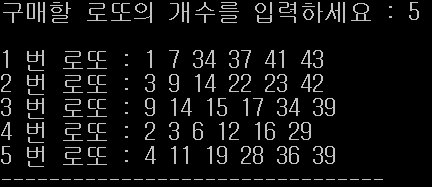 구매할 로또의 개수를 입력하세요 : 5
1 번 로또 : 1 7 34 37 41 43
2 번 로또 : 3 9 14 22 23 42
3 번 로또 : 9 14 15 17 34 39
4 번 로또 : 2 3 6 12 16 29
5 번 로또 : 4 11 19 28 36 39
--------------------------------